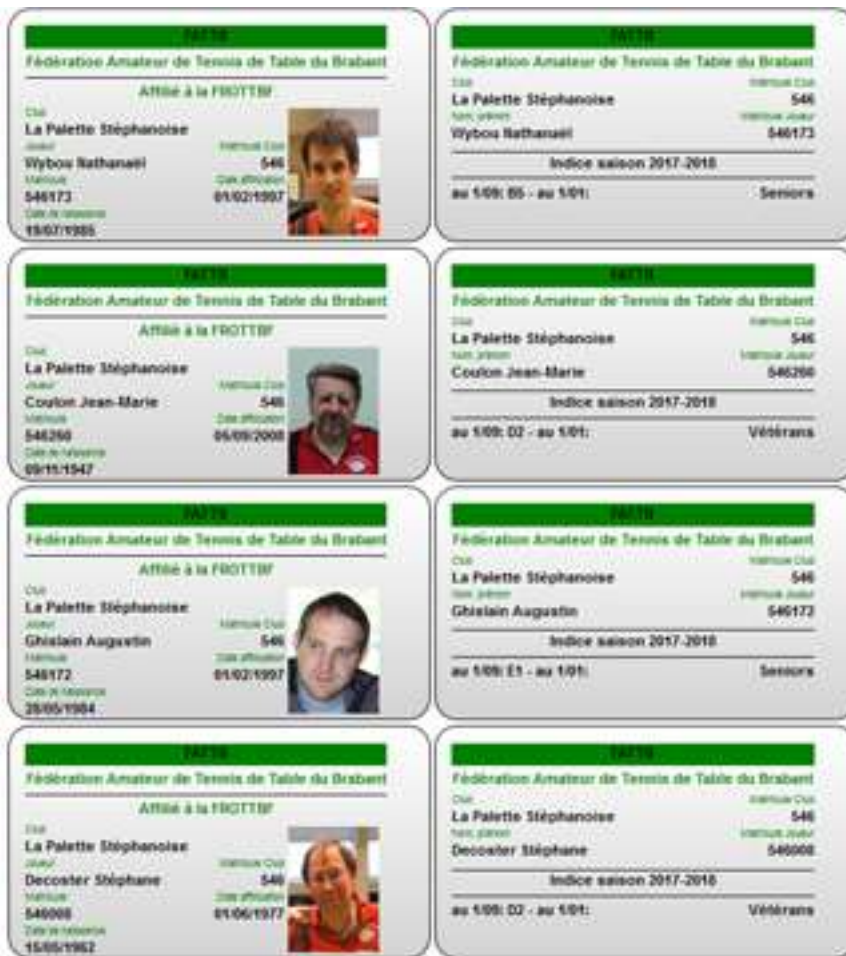 FATTB
Fédération Amateur de Tennis de Table du Brabant
Affilié à la FROTTBF
Club
La Palette Stéphanoise
Joueur Matricule Club
Wybou Nathanaël 546
Matricule Date affiliation
546173 01/02/1997
Date de naissance
19/07/1985
FATTB
Fédération Amateur de Tennis de Table du Brabant
Club Matricule Club
La Palette Stéphanoise 546
Nom, prénom Matricule Joueur
Wybou Nathanaël 546173
Indice saison 2017-2018
au 1/09: B5 - au 1/01: Seniors
FATTB
Fédération Amateur de Tennis de Table du Brabant
Affilié à la FROTTBF
Club
La Palette Stéphanoise
Joueur Matricule Club
Coulon Jean-Marie 546
Matricule Date affiliation
546260 05/09/2008
Date de naissance
09/11/1947
FATTB
Fédération Amateur de Tennis de Table du Brabant
Club Matricule Club
La Palette Stéphanoise 546
Nom, prénom Matricule Joueur
Coulon Jean-Marie 546260
Indice saison 2017-2018
au 1/09: D2 - au 1/01: Vétérans
FATTB
Fédération Amateur de Tennis de Table du Brabant
Affilié à la FROTTBF
Club
La Palette Stéphanoise
Joueur Matricule Club
Ghislain Augustin 546
Matricule Date affiliation
546172 01/02/1997
Date de naissance
28/05/1984
FATTB
Fédération Amateur de Tennis de Table du Brabant
Club Matricule Club
La Palette Stéphanoise 546
Nom, prénom Matricule Joueur
Ghislain Augustin 546172
Indice saison 2017-2018
au 1/09: E1 - au 1/01: Seniors
FATTB
Fédération Amateur de Tennis de Table du Brabant
Affilié à la FROTTBF
Club
La Palette Stéphanoise
Joueur Matricule Club
Decoster Stéphane 546
Matricule Date affiliation
546008 01/06/1977
Date de naissance
15/05/1962
FATTB
Fédération Amateur de Tennis de Table du Brabant
Club Matricule Club
La Palette Stéphanoise 546
Nom, prénom Matricule Joueur
Decoster Stéphane 546008
Indice saison 2017-2018
au 1/09: D2 - au 1/01: Vétérans